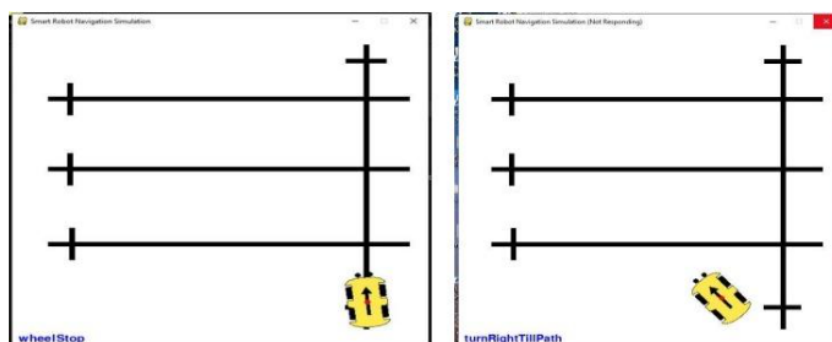 Smart Robot Navigation Simulation
wheelStop
Smart Robot Navigation Simulation (Not Responding)
turnRightTillPath